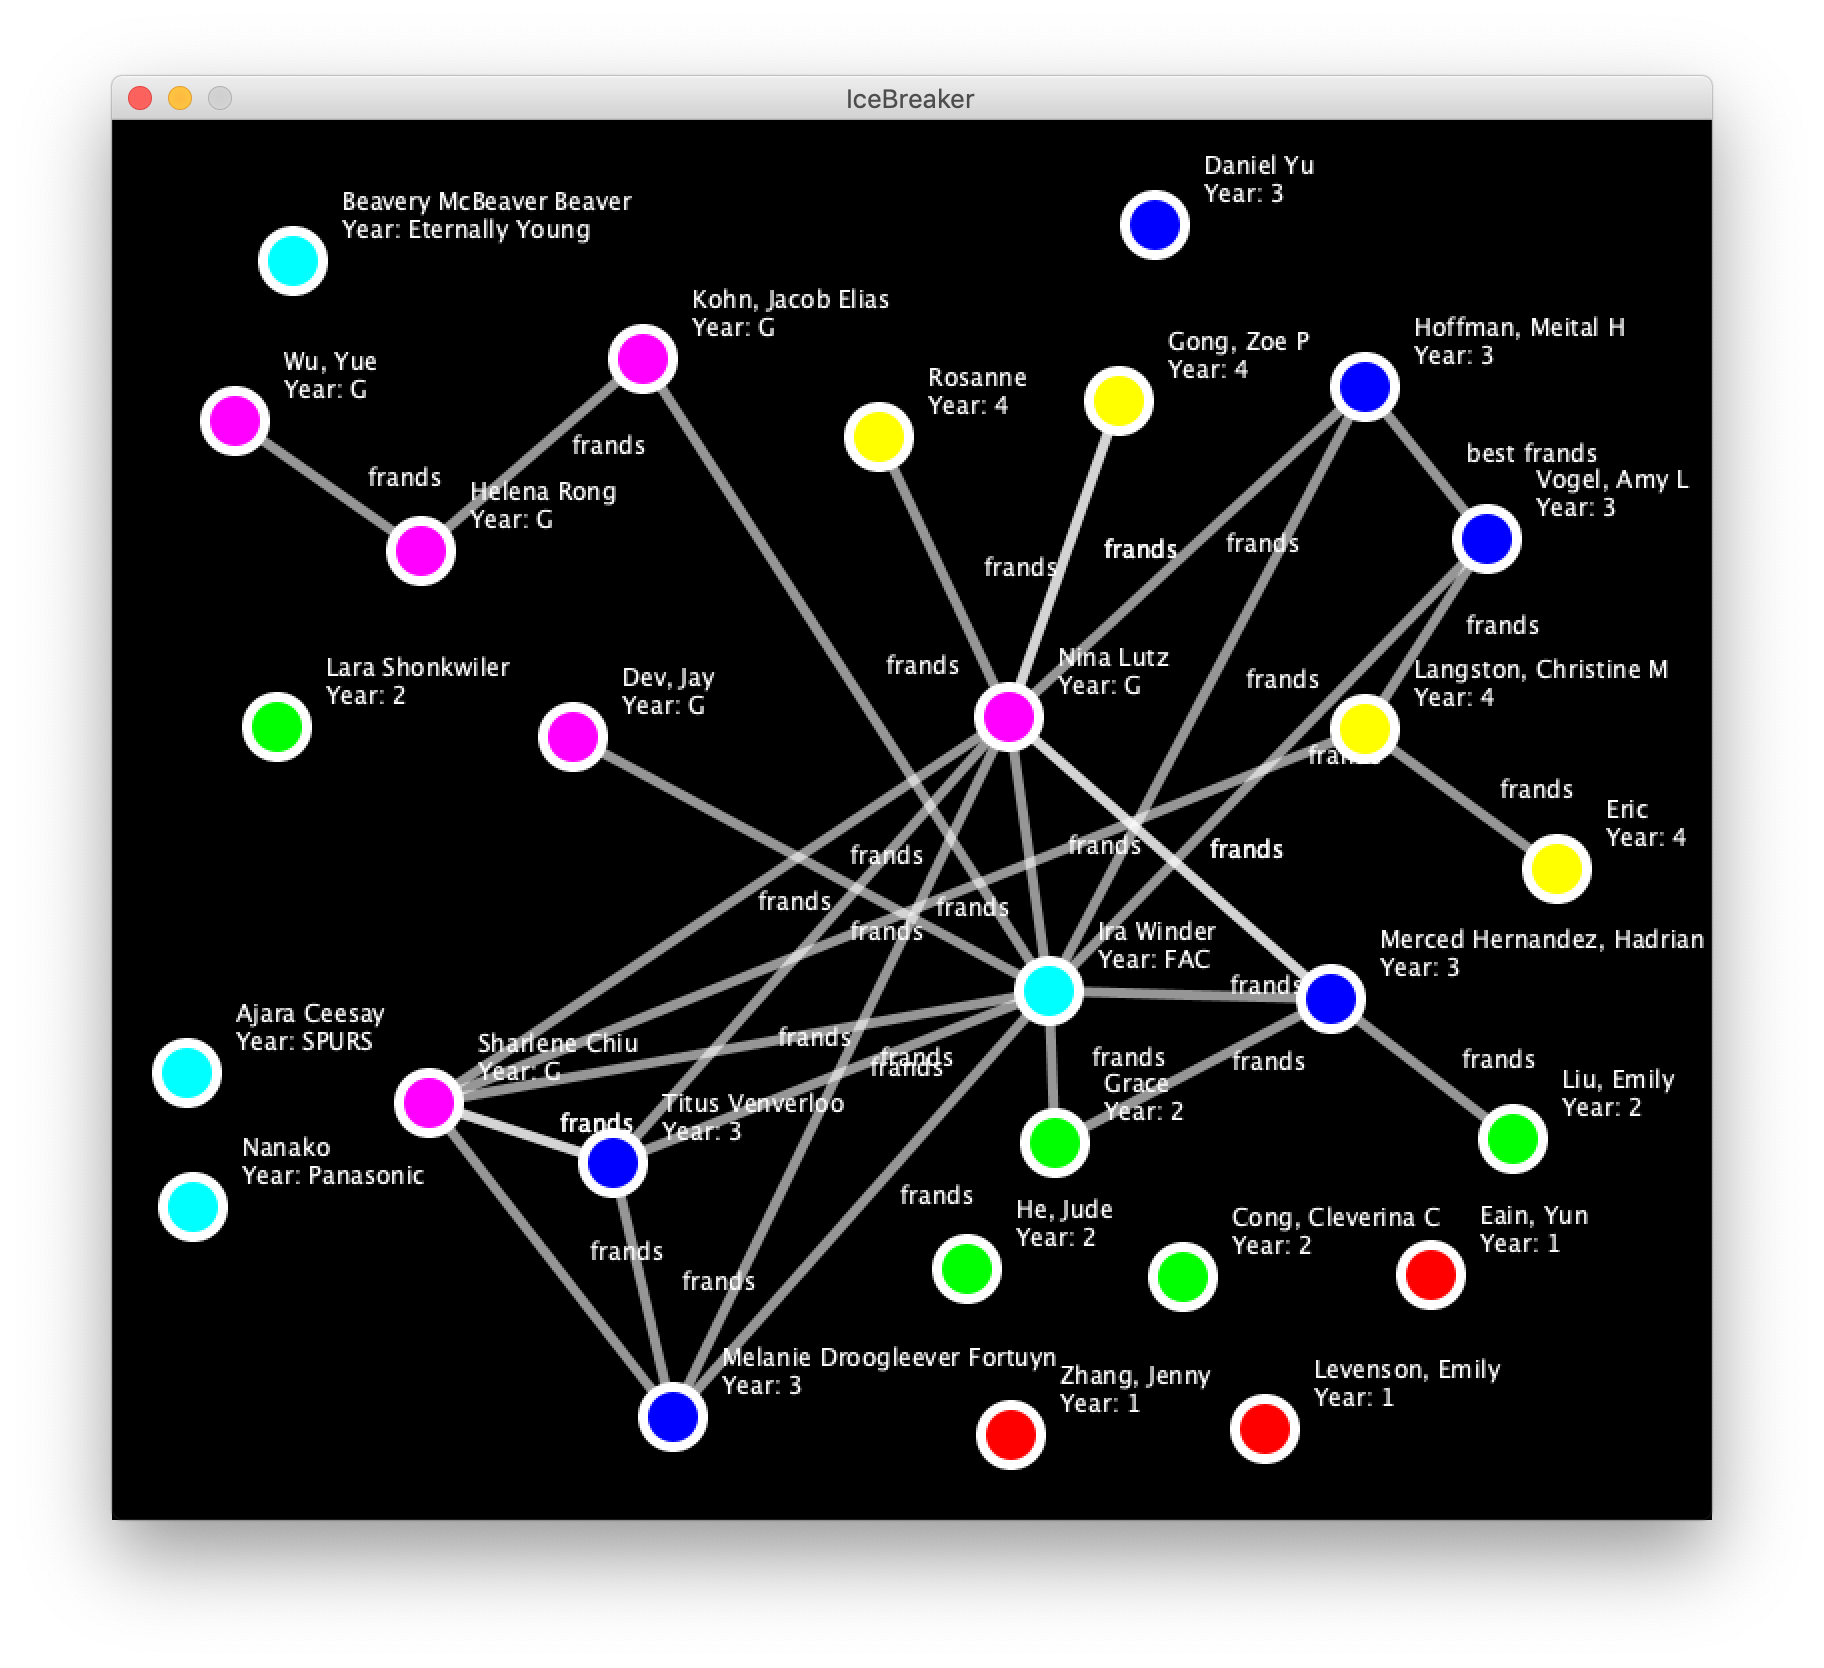 IceBreaker
Daniel Yu
Year: 3
Beavery McBeaver Beaver
Year: Eternally Young
Kohn, Jacob Elias
Year: G
Hoffman, Meital H
Year: 3
Gong, Zoe P
Year: 4
Wu, Yue
Year: G
Rosanne
Year: 4
frands
best frands
frands
Vogel, Amy L
Year: 3
Helena Rong
Year: G
frands
frands
frands
frands
Nina Lutz
Year: G
frands
Lara Shonkwiler
Year: 2
Langston, Christine M
Year: 4
Dev, Jay
Year: G
frands
frands
frands
Eric
Year: 4
frands
frands
frands
frands
frands
frands
Ira Winder
Year: FAC
Merced Hernandez, Hadrian
Year: 3
frands
Ajara Ceesay
Year: SPURS
Sharlene Chiu
Year: G
frands
frands
frands
frands
frands
frands
Grace
Year: 2
Liu, Emily
Year: 2
Titus Venverloo
Year: 3
frands
Nanako
Year: Panasonic
frands
He, Jude
Year: 2
Cong, Cleverina C
Year: 2
Eain, Yun
Year: 1
frands
frands
Melanie Droogleever Fortuyn
Year: 3
Zhang, Jenny
Year: 1
Levenson, Emily
Year: 1